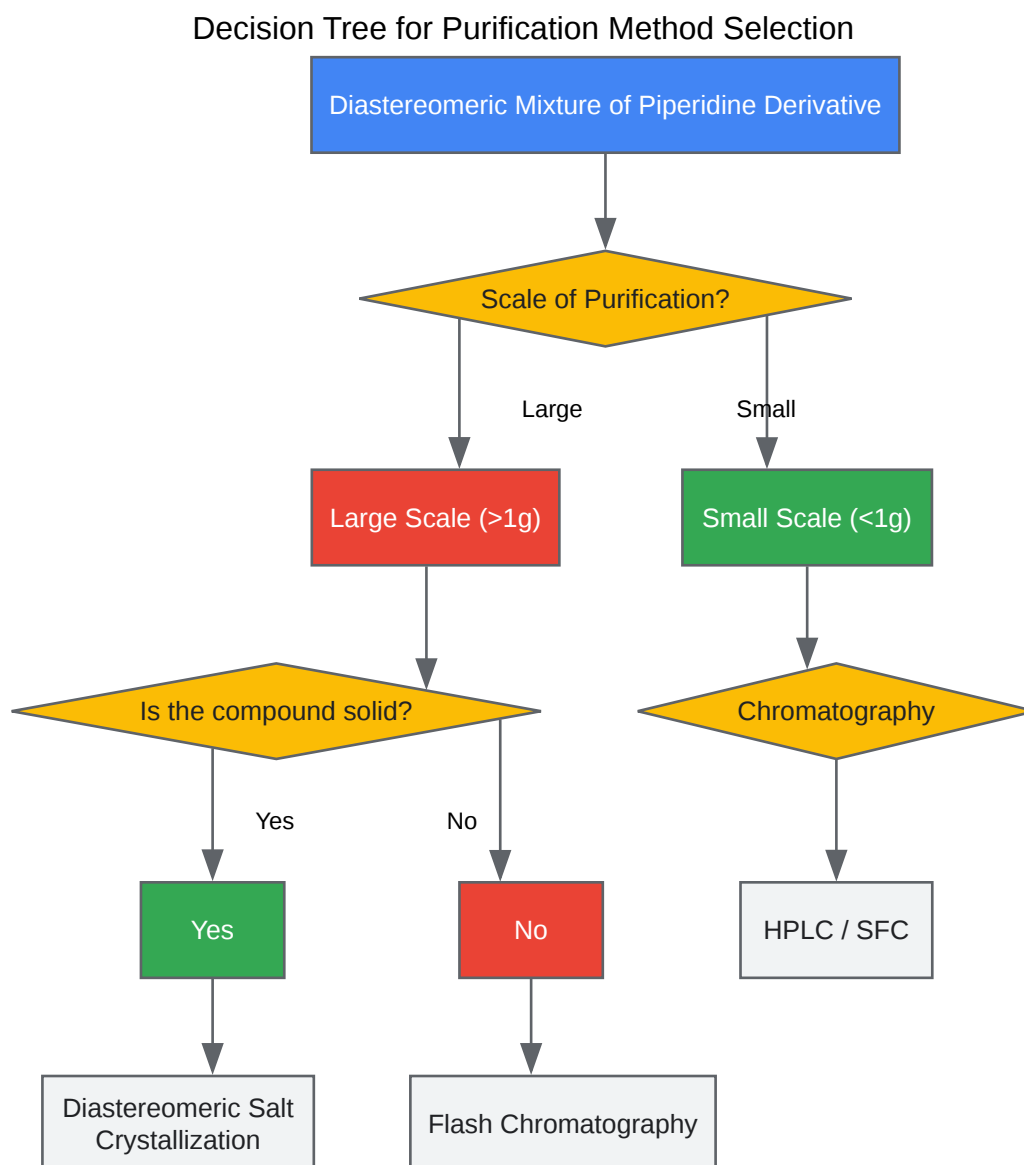 Decision Tree for Purification Method Selection
Diastereomeric Mixture of Piperidine Derivative
Scale of Purification?
Large
Small
Large Scale (>1g)
Small Scale (<1g)
Is the compound solid?
Chromatography
Yes
No
Yes
No
HPLC / SFC
Diastereomeric Salt
Crystallization
Flash Chromatography